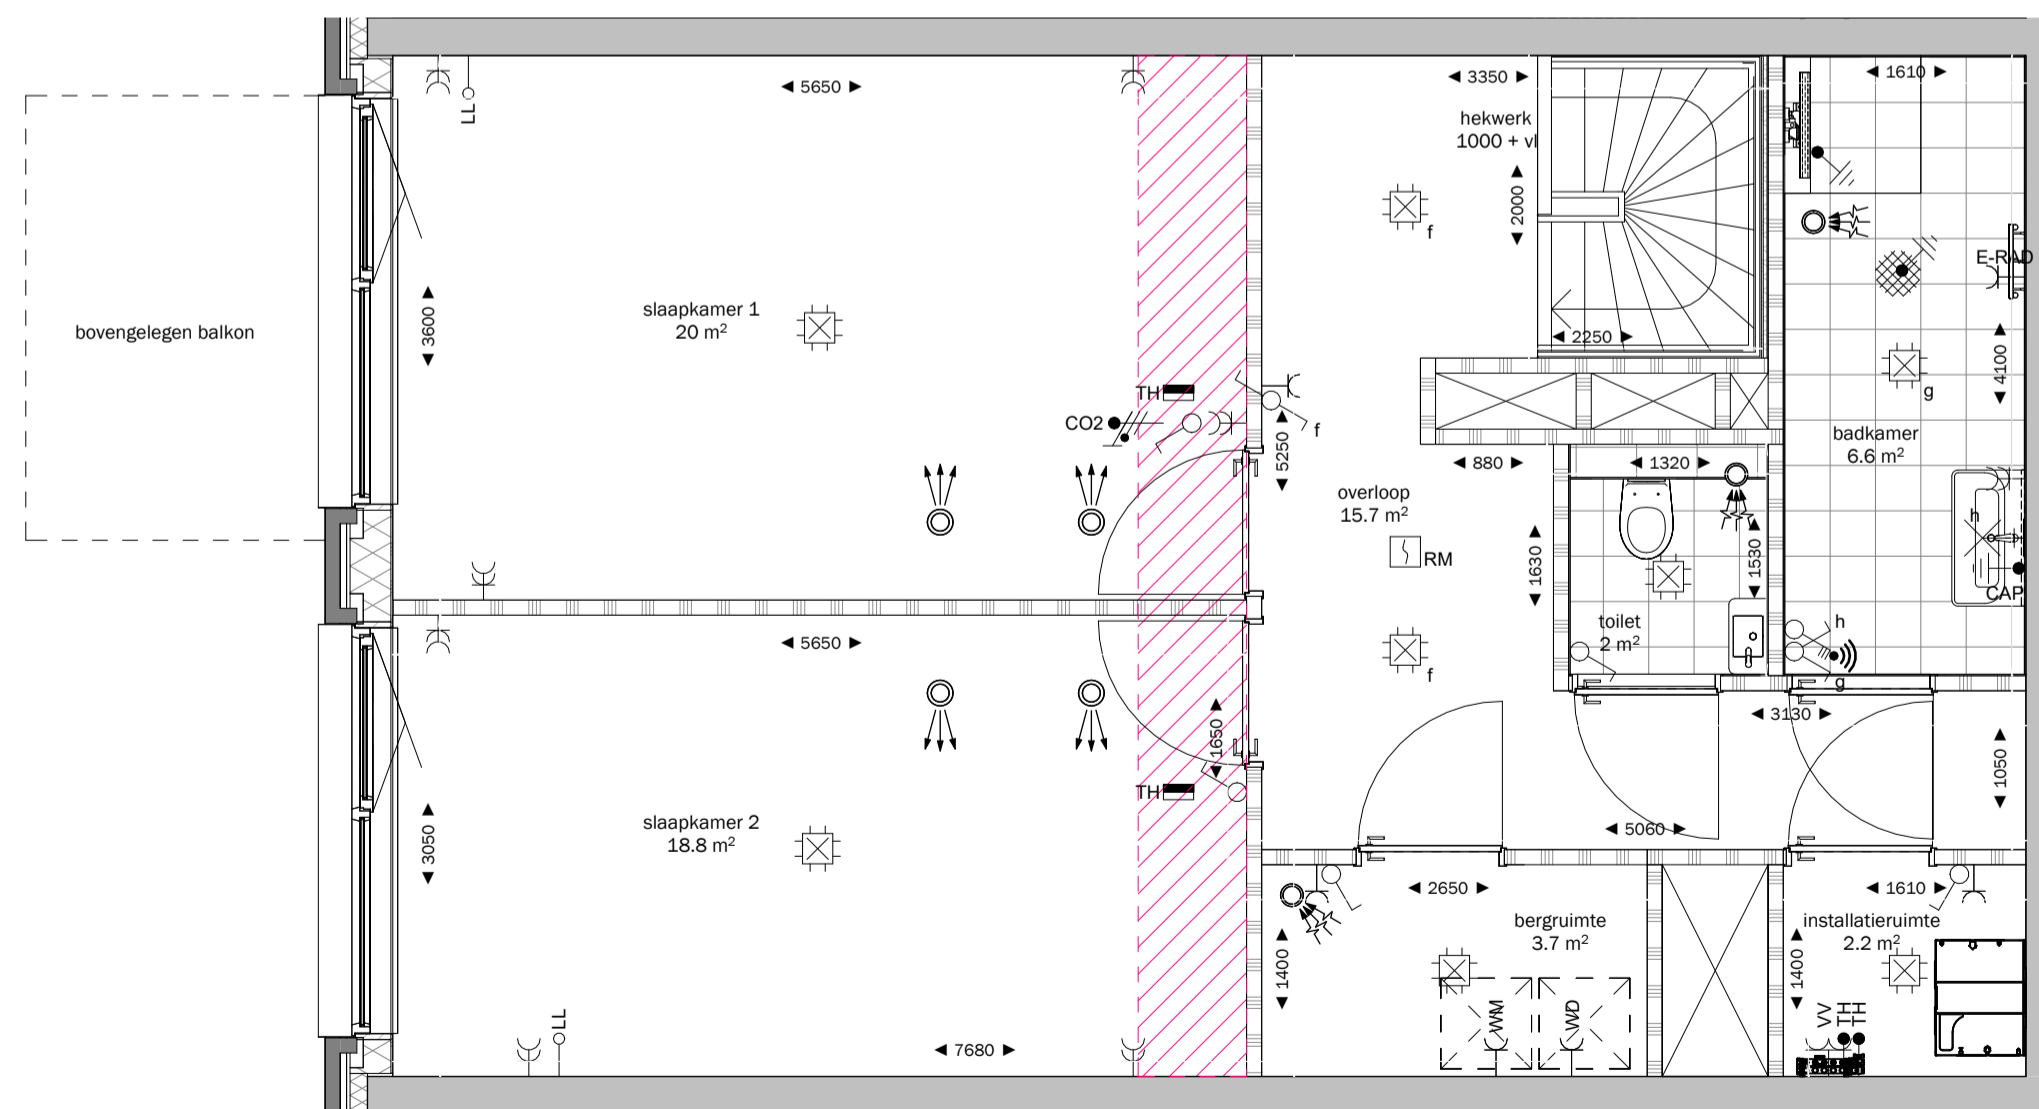 5650
LL
3350
1610
hekwerk
1000 + vl
2000
f
E-RAD
bovengelegen balkon
3600
slaapkamer 1
20 m²
2250
4100
g
TH
CO2
f
5250
badkamer
6.6 m²
880
1320
overloop
15.7 m²
h
RM
1630
1530
CAP
toilet
2 m²
h
5650
f
g
1650
3130
1050
TH
slaapkamer 2
18.8 m²
3050
5060
2650
1610
bergruimte
3.7 m²
installatieruimte
2.2 m²
1400
1400
WM
WD
VV
TH
TH
LL
7680